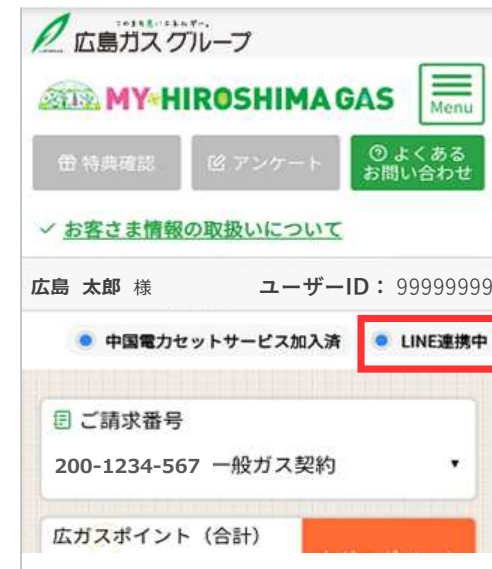 広島ガスグループ
MY HIROSHIMA GAS
Menu
特典確認
アンケート
よくある
お問い合わせ
お客さま情報の取扱いについて
広島 太郎 様 ユーザーID： 99999999
中国電力セットサービス加入済 LINE連携中
ご請求番号
200-1234-567 一般ガス契約
広ガスポイント（合計）